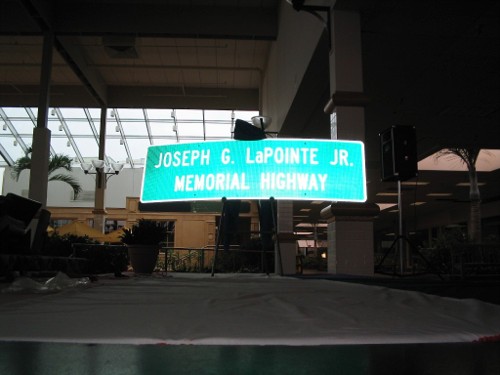 JOSEPH G. LaPOINTE JR.
MEMORIAL HIGHWAY